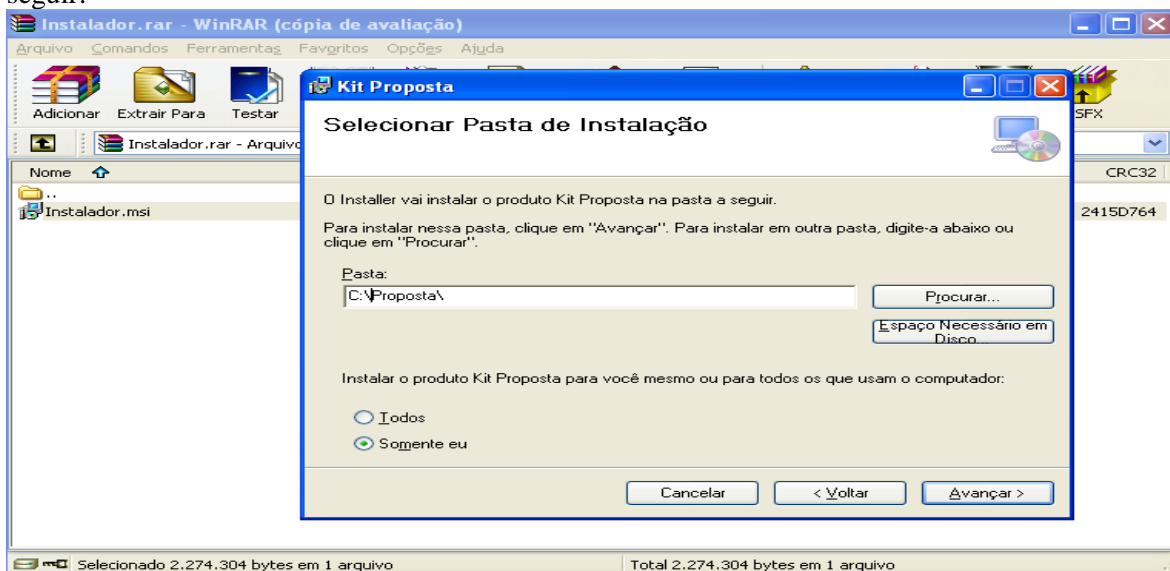 seguir:
Instalador.rar - WinRAR (cópia de avaliação)
Arquivo Comandos Ferramentas Favoritos Opções Ajuda
Adicionar Extrair Para Testar SFX
Instalador.rar - Arquivo
Nome CRC32
..
Instalador.msi 2415D764
Kit Proposta
Selecionar Pasta de Instalação
O Installer vai instalar o produto Kit Proposta na pasta a seguir.
Para instalar nessa pasta, clique em "Avançar". Para instalar em outra pasta, digite-a abaixo ou
clique em "Procurar".
Pasta:
C:\Proposta\
Procurar...
Espaço Necessário em
Disco...
Instalar o produto Kit Proposta para você mesmo ou para todos os que usam o computador:
Todos
Somente eu
Cancelar < Voltar Avançar >
Selecionado 2.274.304 bytes em 1 arquivo Total 2.274.304 bytes em 1 arquivo